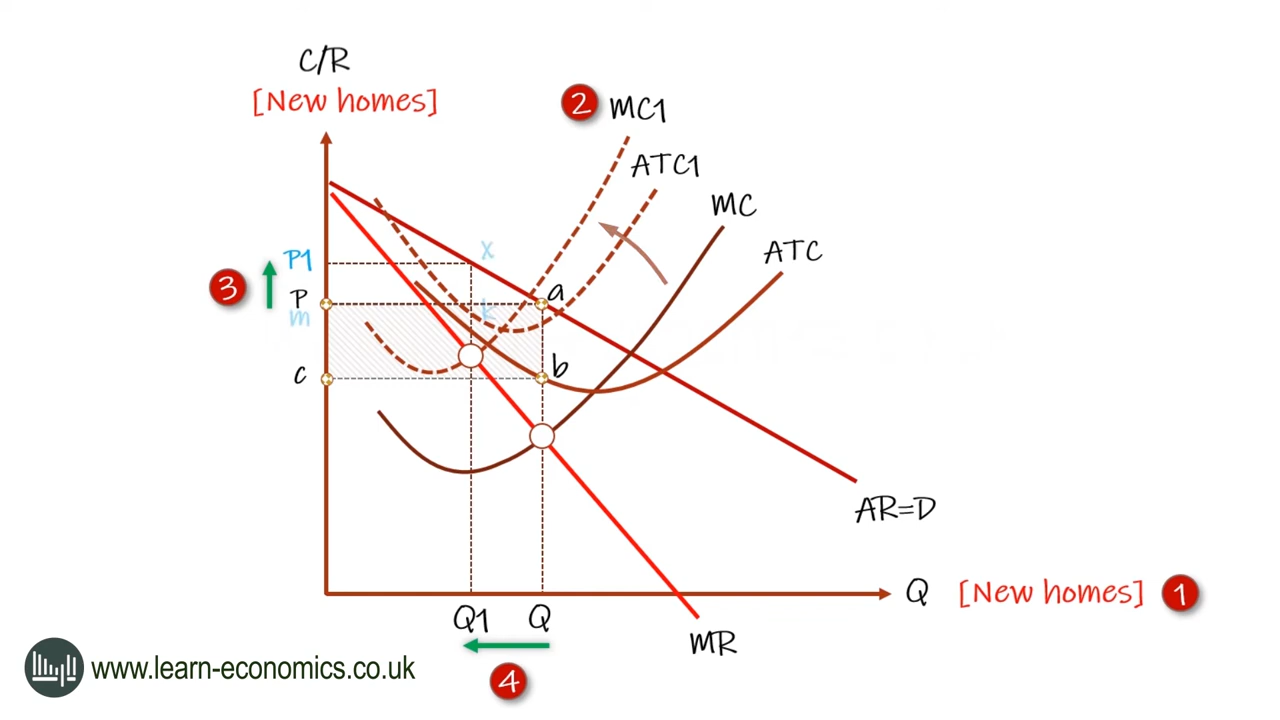 C/R
[New homes]
2 MC1
ATC1
MC
ATC
P1
x
3
P
a
m
k
c
b
AR=D
Q [New homes] 1
Q1 Q
MR
4
www.learn-economics.co.uk